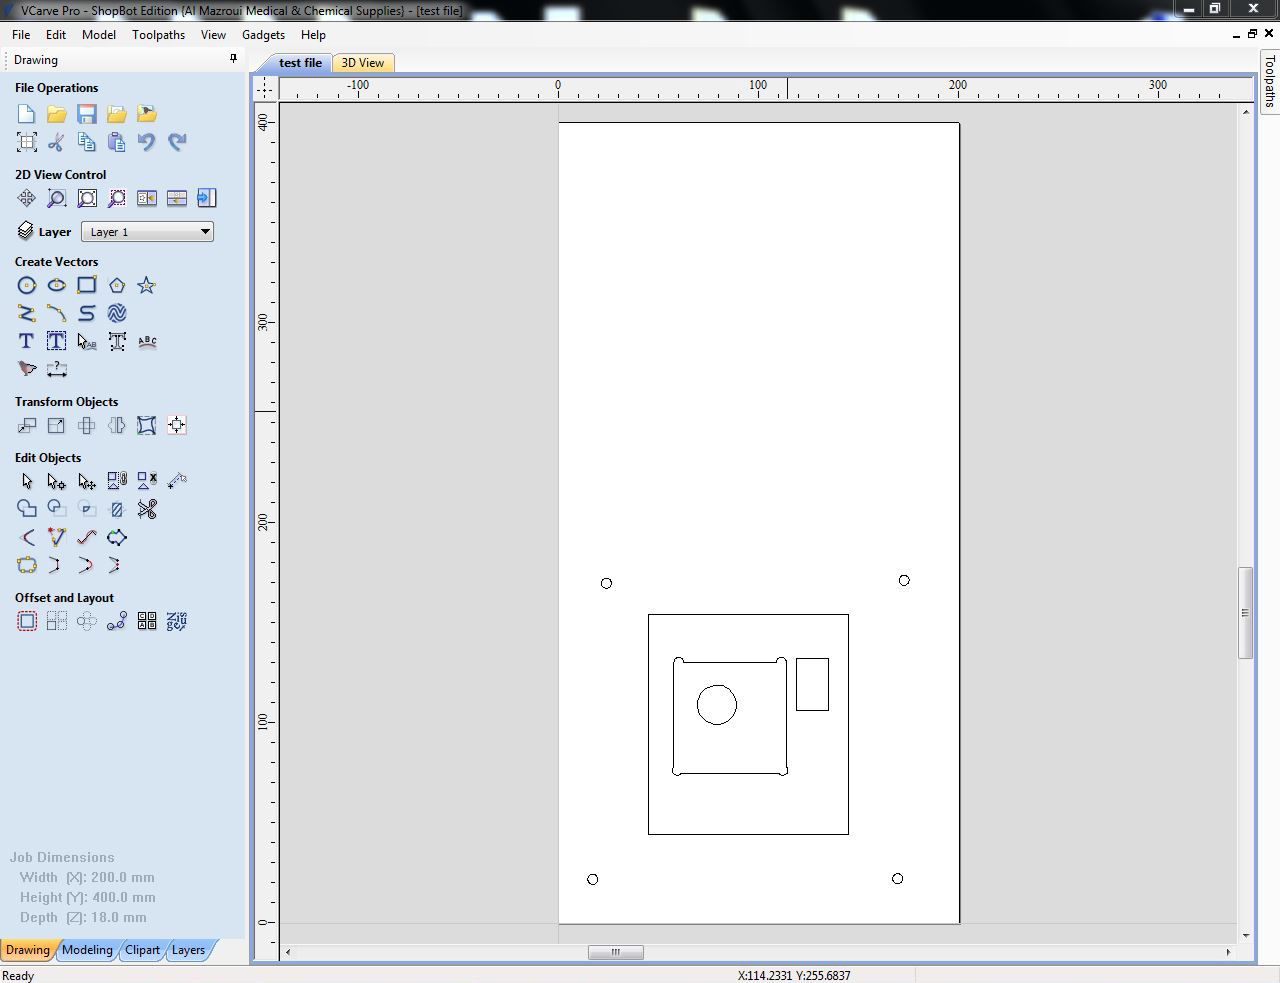 VCarve Pro - ShopBot Edition {Al Mazroui Medical & Chemical Supplies} - [test file]
File Edit Model Toolpaths View Gadgets Help
Drawing
test file 3D View
Toolpaths
File Operations
2D View Control
Layer Layer 1
Create Vectors
Transform Objects
Edit Objects
Offset and Layout
-100 0 100 200 300
400
300
200
100
0
Job Dimensions
Width (X): 200.0 mm
Height (Y): 400.0 mm
Depth (Z): 18.0 mm
Drawing Modeling Clipart Layers
Ready
X:114.2331 Y:255.6837